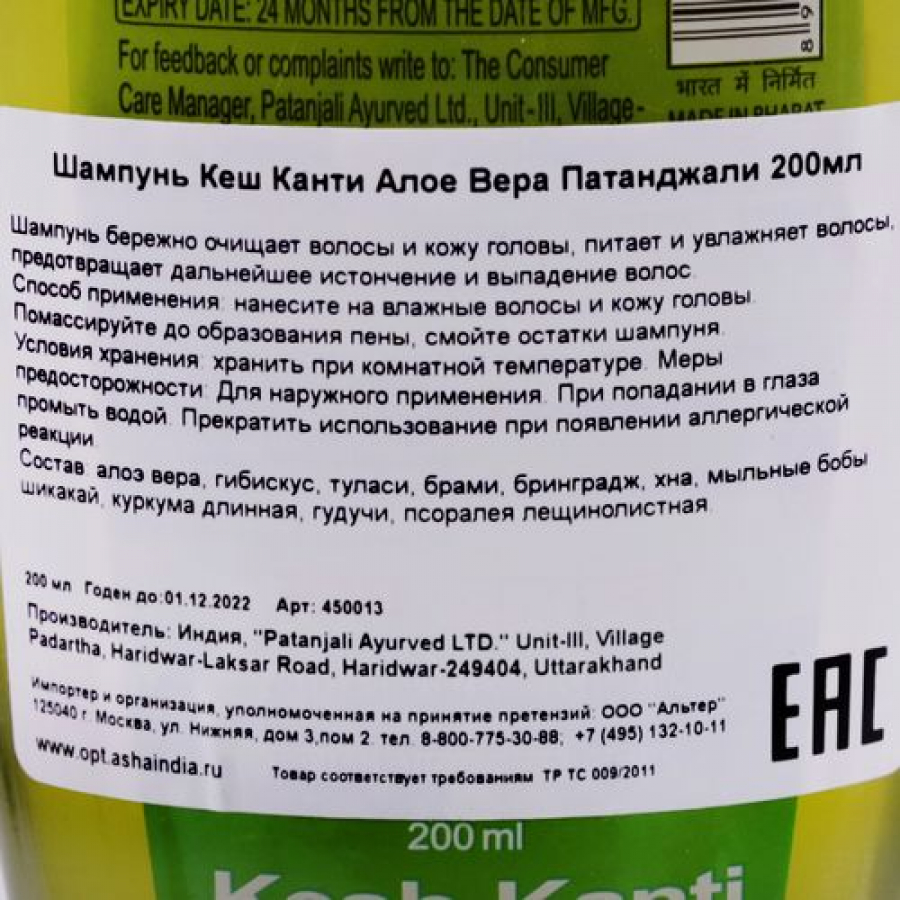 EXPIRY DATE: 24 MONTHS FROM THE DATE OF MFG.
For feedback or complaints write to: The Consumer
Care Manager, Patanjali Ayurved Ltd., Unit-III, Village-
68
भारत में निर्मित
MADE IN BHARAT
Шампунь Кеш Канти Алое Вера Патанджали 200мл
Шампунь бережно очищает волосы и кожу головы, питает и увлажняет волосы,
предотвращает дальнейшее истончение и выпадение волос.
Способ применения: нанесите на влажные волосы и кожу головы.
Помассируйте до образования пены, смойте остатки шампуня.
Условия хранения: хранить при комнатной температуре. Меры
предосторожности: Для наружного применения. При попадании в глаза
промыть водой. Прекратить использование при появлении аллергической
реакции.
Состав: алоэ вера, гибискус, туласи, брами, бринградж, хна, мыльные бобы
шикакай, куркума длинная, гудучи, псоралея лещинолистная.
200 мл Годен до:01.12.2022 Арт: 450013
Производитель: Индия, "Patanjali Ayurved LTD." Unit-III, Village
Padartha, Haridwar-Laksar Road, Haridwar-249404, Uttarakhand
Импортер и организация, уполномоченная на принятие претензий: ООО "Альтер"
125040 г. Москва, ул. Нижняя, дом 3,пом 2. тел. 8-800-775-30-88; +7 (495) 132-10-11
EAC
www.opt.ashaindia.ru Товар соответствует требованиям ТР ТС 009/2011
200 ml
Kesh Kanti